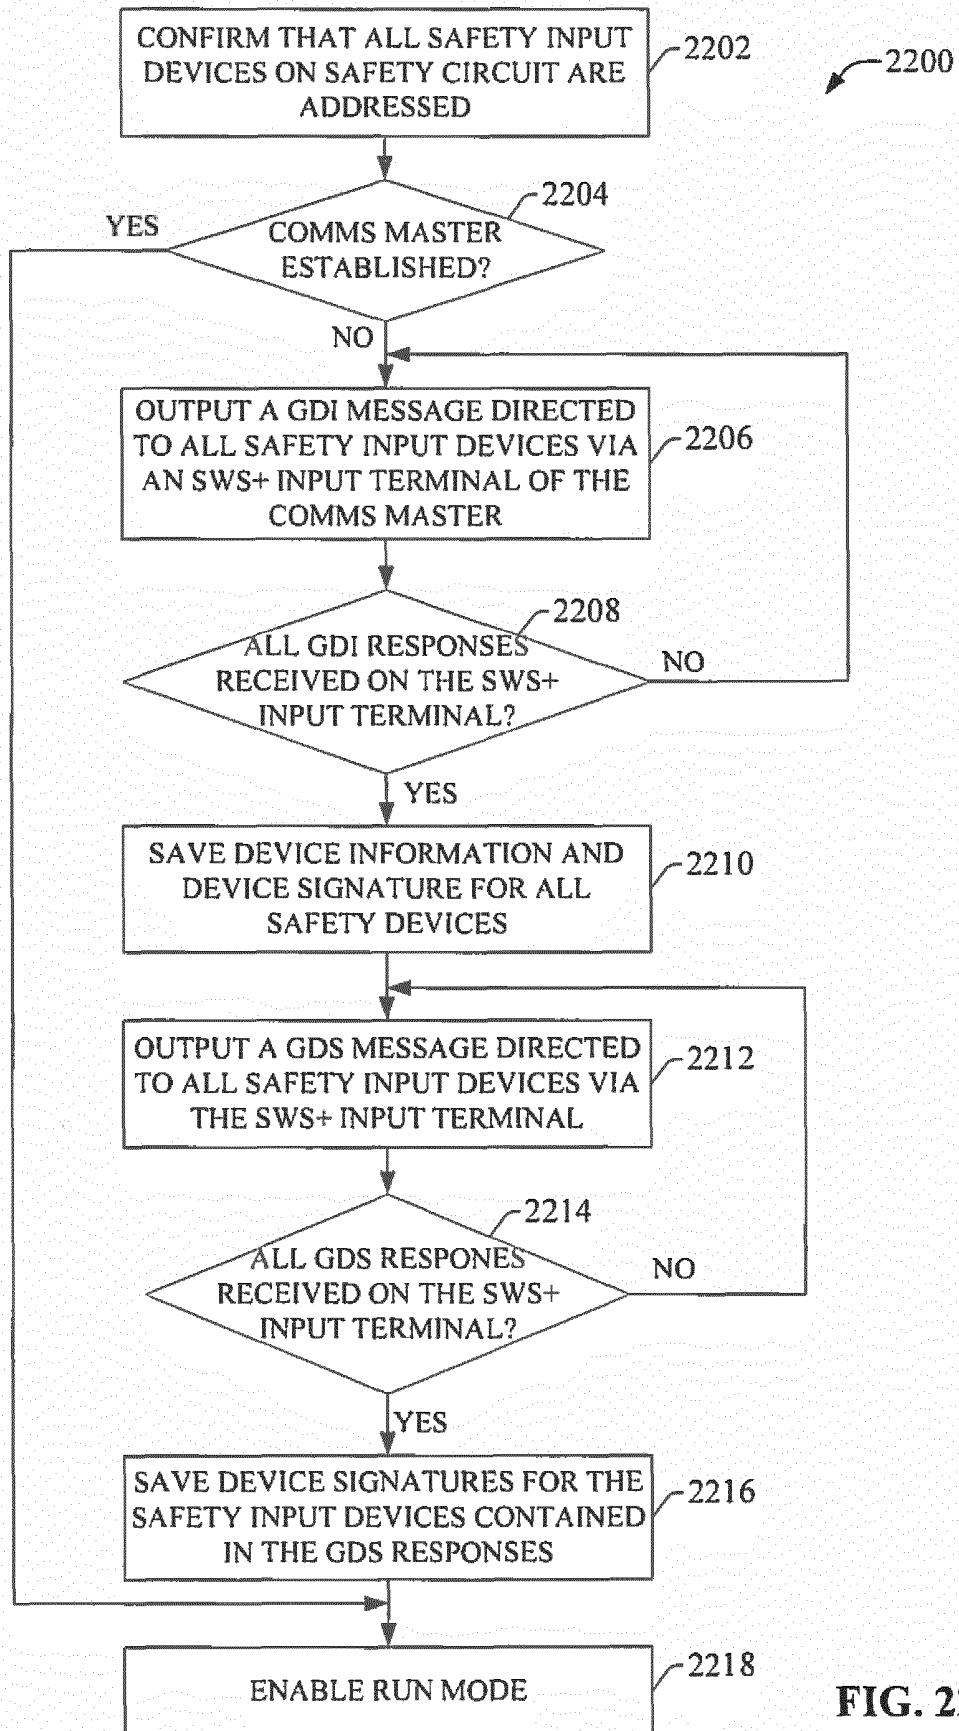 CONFIRM THAT ALL SAFETY INPUT
DEVICES ON SAFETY CIRCUIT ARE
ADDRESSED
2202
2200
2204
YES
COMMS MASTER
ESTABLISHED?
NO
OUTPUT A GDI MESSAGE DIRECTED
TO ALL SAFETY INPUT DEVICES VIA
AN SWS+ INPUT TERMINAL OF THE
COMMS MASTER
2206
2208
ALL GDI RESPONSES
RECEIVED ON THE SWS+
INPUT TERMINAL?
NO
YES
SAVE DEVICE INFORMATION AND
DEVICE SIGNATURE FOR ALL
SAFETY DEVICES
2210
OUTPUT A GDS MESSAGE DIRECTED
TO ALL SAFETY INPUT DEVICES VIA
THE SWS+ INPUT TERMINAL
2212
2214
ALL GDS RESPONES
RECEIVED ON THE SWS+
INPUT TERMINAL?
NO
YES
SAVE DEVICE SIGNATURES FOR THE
SAFETY INPUT DEVICES CONTAINED
IN THE GDS RESPONSES
2216
ENABLE RUN MODE
2218
FIG. 2